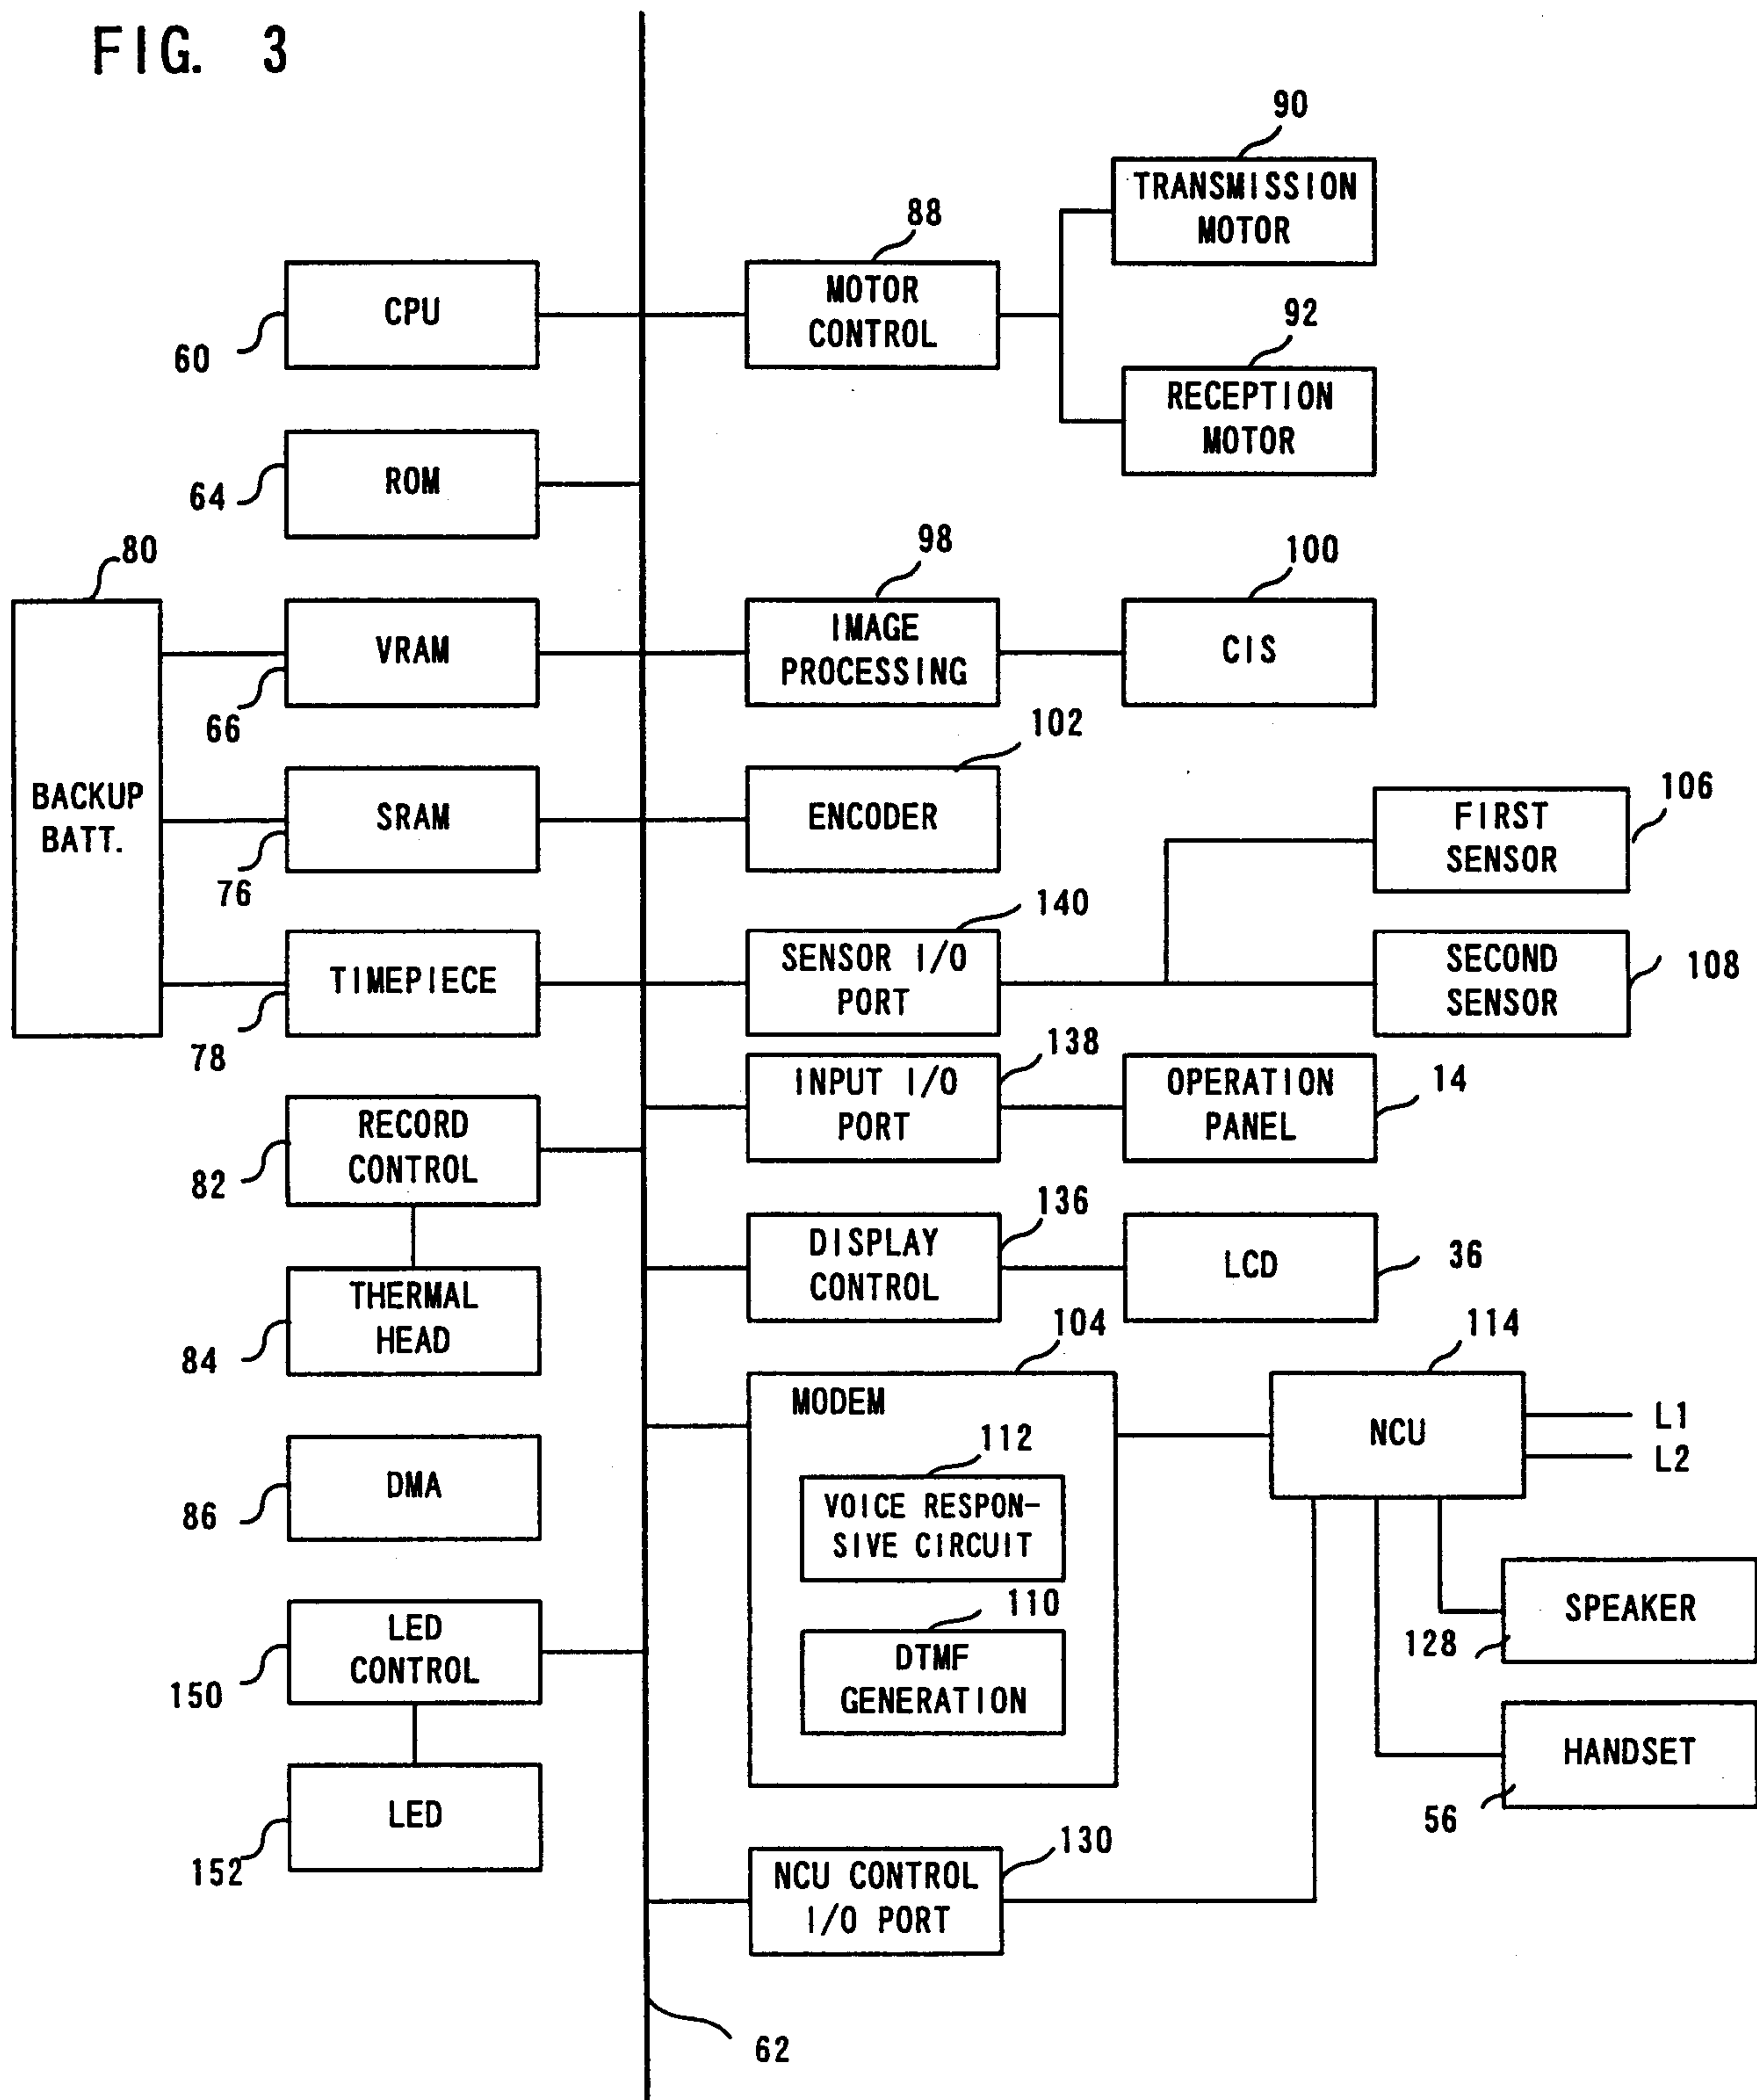 FIG. 3
90
TRANSMISSION
MOTOR
88
CPU
60
MOTOR
CONTROL
92
RECEPTION
MOTOR
ROM
64
80
BACKUP
BATT.
VRAM
66
98
IMAGE
PROCESSING
100
CIS
SRAM
76
102
ENCODER
FIRST
SENSOR
106
TIMEPIECE
78
140
SENSOR I/O
PORT
SECOND
SENSOR
108
138
INPUT I/O
PORT
OPERATION
PANEL
14
RECORD
CONTROL
82
136
DISPLAY
CONTROL
LCD
36
THERMAL
HEAD
84
104
MODEM
114
NCU
L1
L2
DMA
86
112
VOICE RESPON-
SIVE CIRCUIT
110
DTMF
GENERATION
SPEAKER
128
HANDSET
56
LED
CONTROL
150
LED
152
130
NCU CONTROL
I/O PORT
62